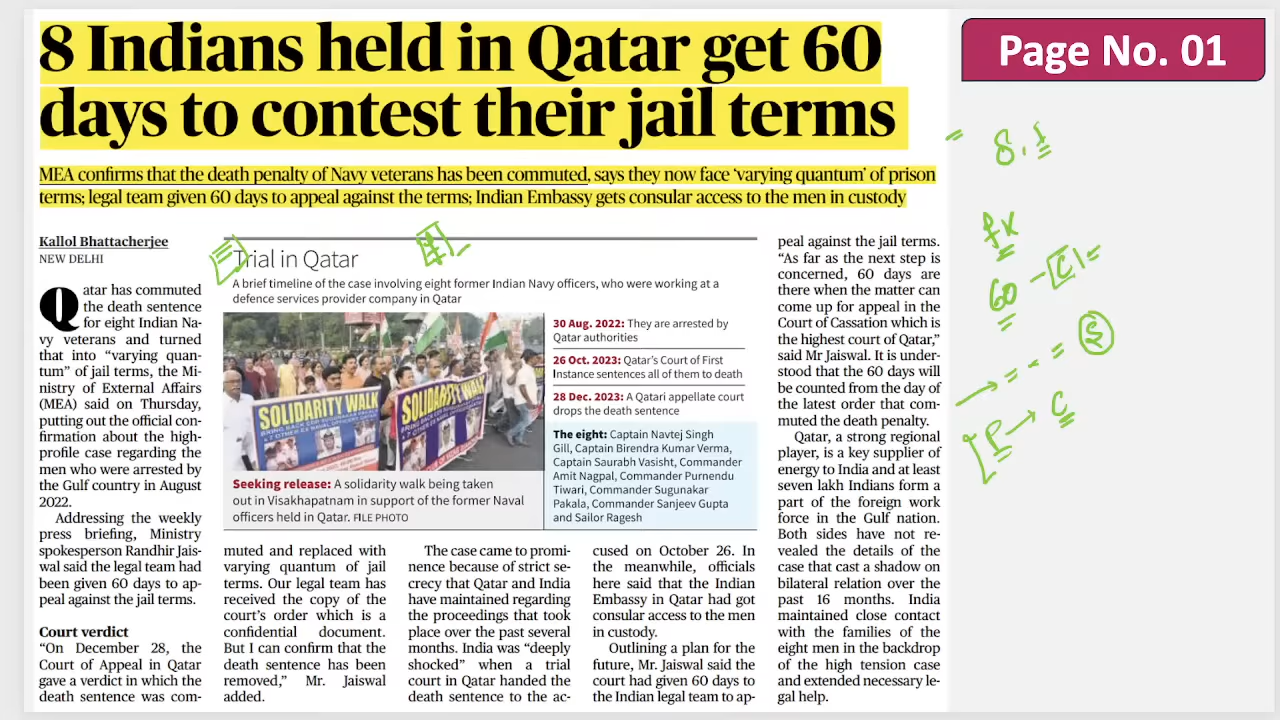 8 Indians held in Qatar get 60
days to contest their jail terms
Page No. 01
MEA confirms that the death penalty of Navy veterans has been commuted, says they now face ‘varying quantum’ of prison
terms; legal team given 60 days to appeal against the terms; Indian Embassy gets consular access to the men in custody
Kallol Bhattacherjee
NEW DELHI
Qatar has commuted
the death sentence
for eight Indian Na-
vy veterans and turned
that into “varying quan-
tum” of jail terms, the Mi-
nistry of External Affairs
(MEA) said on Thursday,
putting out the official con-
firmation about the high-
profile case regarding the
men who were arrested by
the Gulf country in August
2022.
Addressing the weekly
press briefing, Ministry
spokesperson Randhir Jais-
wal said the legal team had
been given 60 days to ap-
peal against the jail terms.
Court verdict
“On December 28, the
Court of Appeal in Qatar
gave a verdict in which the
death sentence was com-
Trial in Qatar
A brief timeline of the case involving eight former Indian Navy officers, who were working at a
defence services provider company in Qatar
SOLIDARITY WALK
SOLIDARITY WALK
Seeking release: A solidarity walk being taken
out in Visakhapatnam in support of the former Naval
officers held in Qatar. FILE PHOTO
30 Aug. 2022: They are arrested by
Qatar authorities
26 Oct. 2023: Qatar’s Court of First
Instance sentences all of them to death
28 Dec. 2023: A Qatari appellate court
drops the death sentence
The eight: Captain Navtej Singh
Gill, Captain Birendra Kumar Verma,
Captain Saurabh Vasisht, Commander
Amit Nagpal, Commander Purnendu
Tiwari, Commander Sugunakar
Pakala, Commander Sanjeev Gupta
and Sailor Ragesh
muted and replaced with
varying quantum of jail
terms. Our legal team has
received the copy of the
court’s order which is a
confidential document.
But I can confirm that the
death sentence has been
removed,” Mr. Jaiswal
added.
The case came to promi-
nence because of strict se-
crecy that Qatar and India
have maintained regarding
the proceedings that took
place over the past several
months. India was “deeply
shocked” when a trial
court in Qatar handed the
death sentence to the ac-
cused on October 26. In
the meanwhile, officials
here said that the Indian
Embassy in Qatar had got
consular access to the men
in custody.
Outlining a plan for the
future, Mr. Jaiswal said the
court had given 60 days to
the Indian legal team to ap-
peal against the jail terms.
“As far as the next step is
concerned, 60 days are
there when the matter can
come up for appeal in the
Court of Cassation which is
the highest court of Qatar,”
said Mr Jaiswal. It is under-
stood that the 60 days will
be counted from the day of
the latest order that com-
muted the death penalty.
Qatar, a strong regional
player, is a key supplier of
energy to India and at least
seven lakh Indians form a
part of the foreign work
force in the Gulf nation.
Both sides have not re-
vealed the details of the
case that cast a shadow on
bilateral relation over the
past 16 months. India
maintained close contact
with the families of the
eight men in the backdrop
of the high tension case
and extended necessary le-
gal help.
60